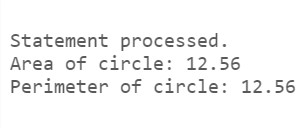 Statement processed.
Area of circle: 12.56
Perimeter of circle: 12.56